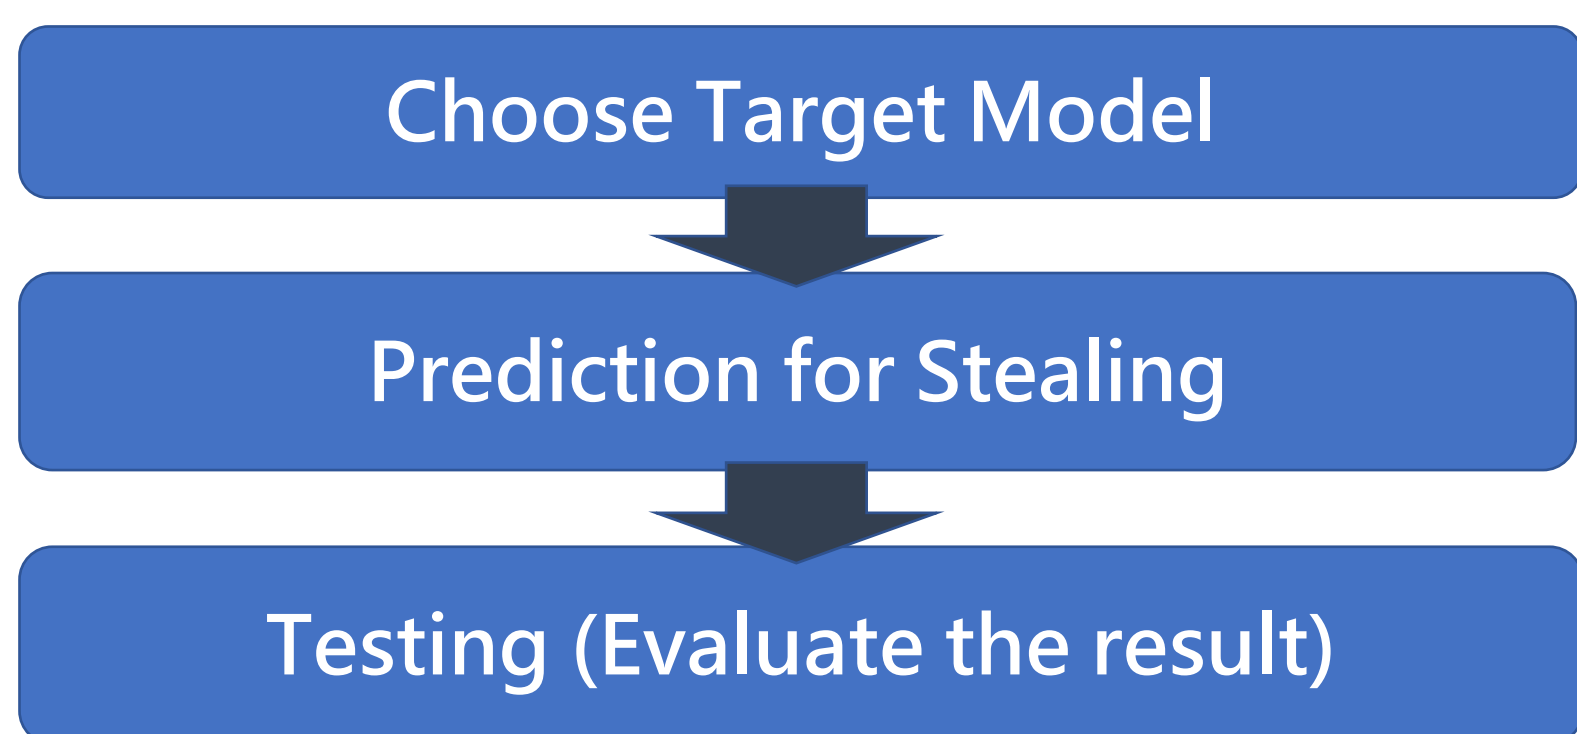 Choose Target Model
Prediction for Stealing
Testing (Evaluate the result)